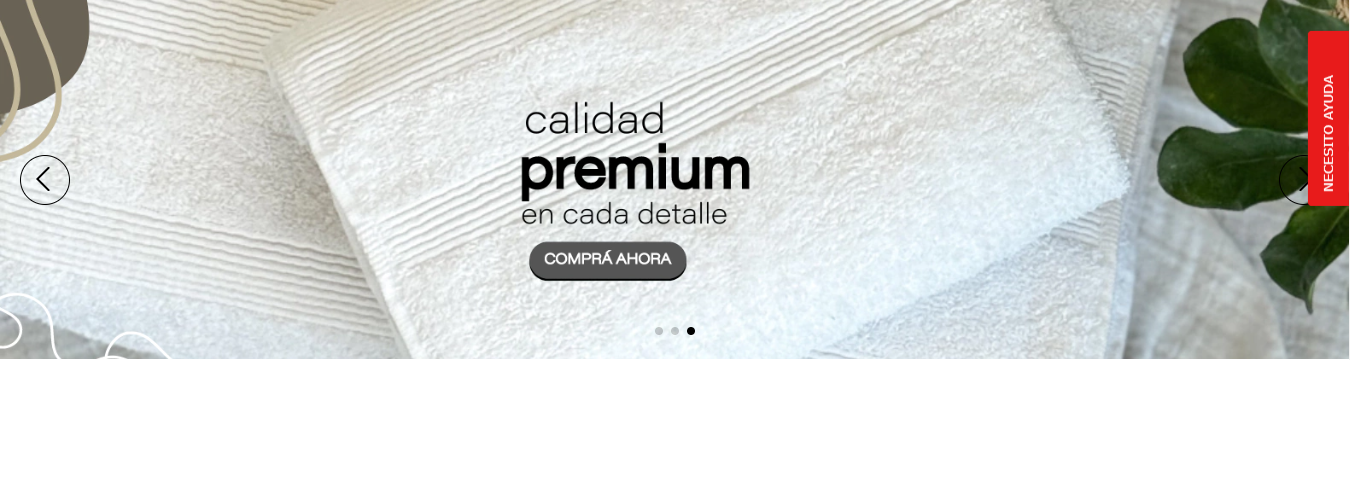 calidad
premium
en cada detalle
COMPRÁ AHORA
NECESITO AYUDA